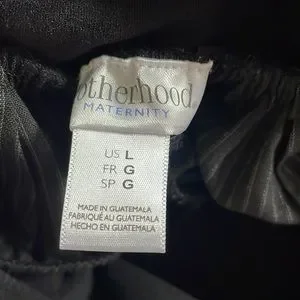 otherhood
MATERNITY
US L
FR G
SP G
MADE IN GUATEMALA
FABRIQUÉ AU GUATEMALA
HECHO EN GUATEMALA